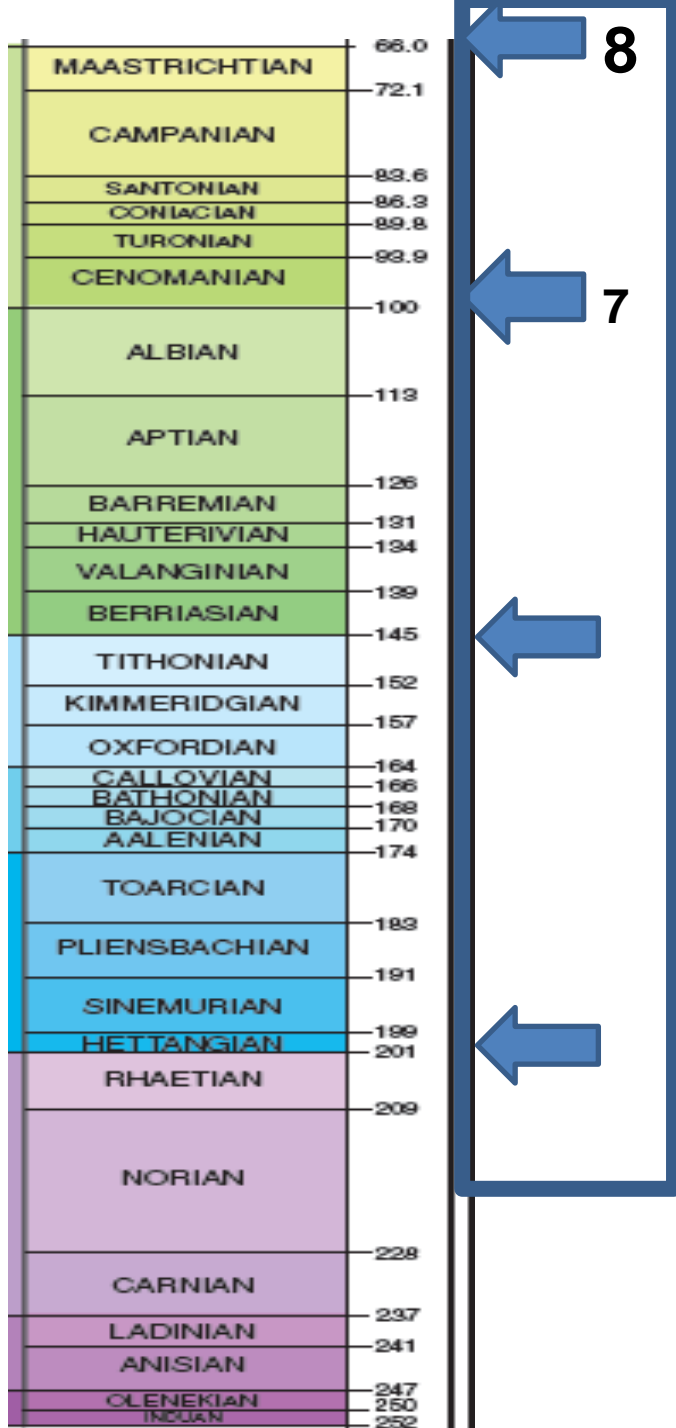 66.0
8
MAASTRICHTIAN
72.1
CAMPANIAN
83.6
SANTONIAN
86.3
CONIACIAN
89.8
TURONIAN
93.9
CENOMANIAN
7
100
ALBIAN
113
APTIAN
126
BARREMIAN
131
HAUTERIVIAN
134
VALANGINIAN
139
BERRIASIAN
145
TITHONIAN
152
KIMMERIDGIAN
157
OXFORDIAN
164
CALLOVIAN
166
BATHONIAN
168
BAJOCIAN
170
AALENIAN
174
TOARCIAN
183
PLIENSBACHIAN
191
SINEMURIAN
199
HETTANGIAN
201
RHAETIAN
209
NORIAN
228
CARNIAN
237
LADINIAN
241
ANISIAN
247
OLENEKIAN
250
INDUAN
252